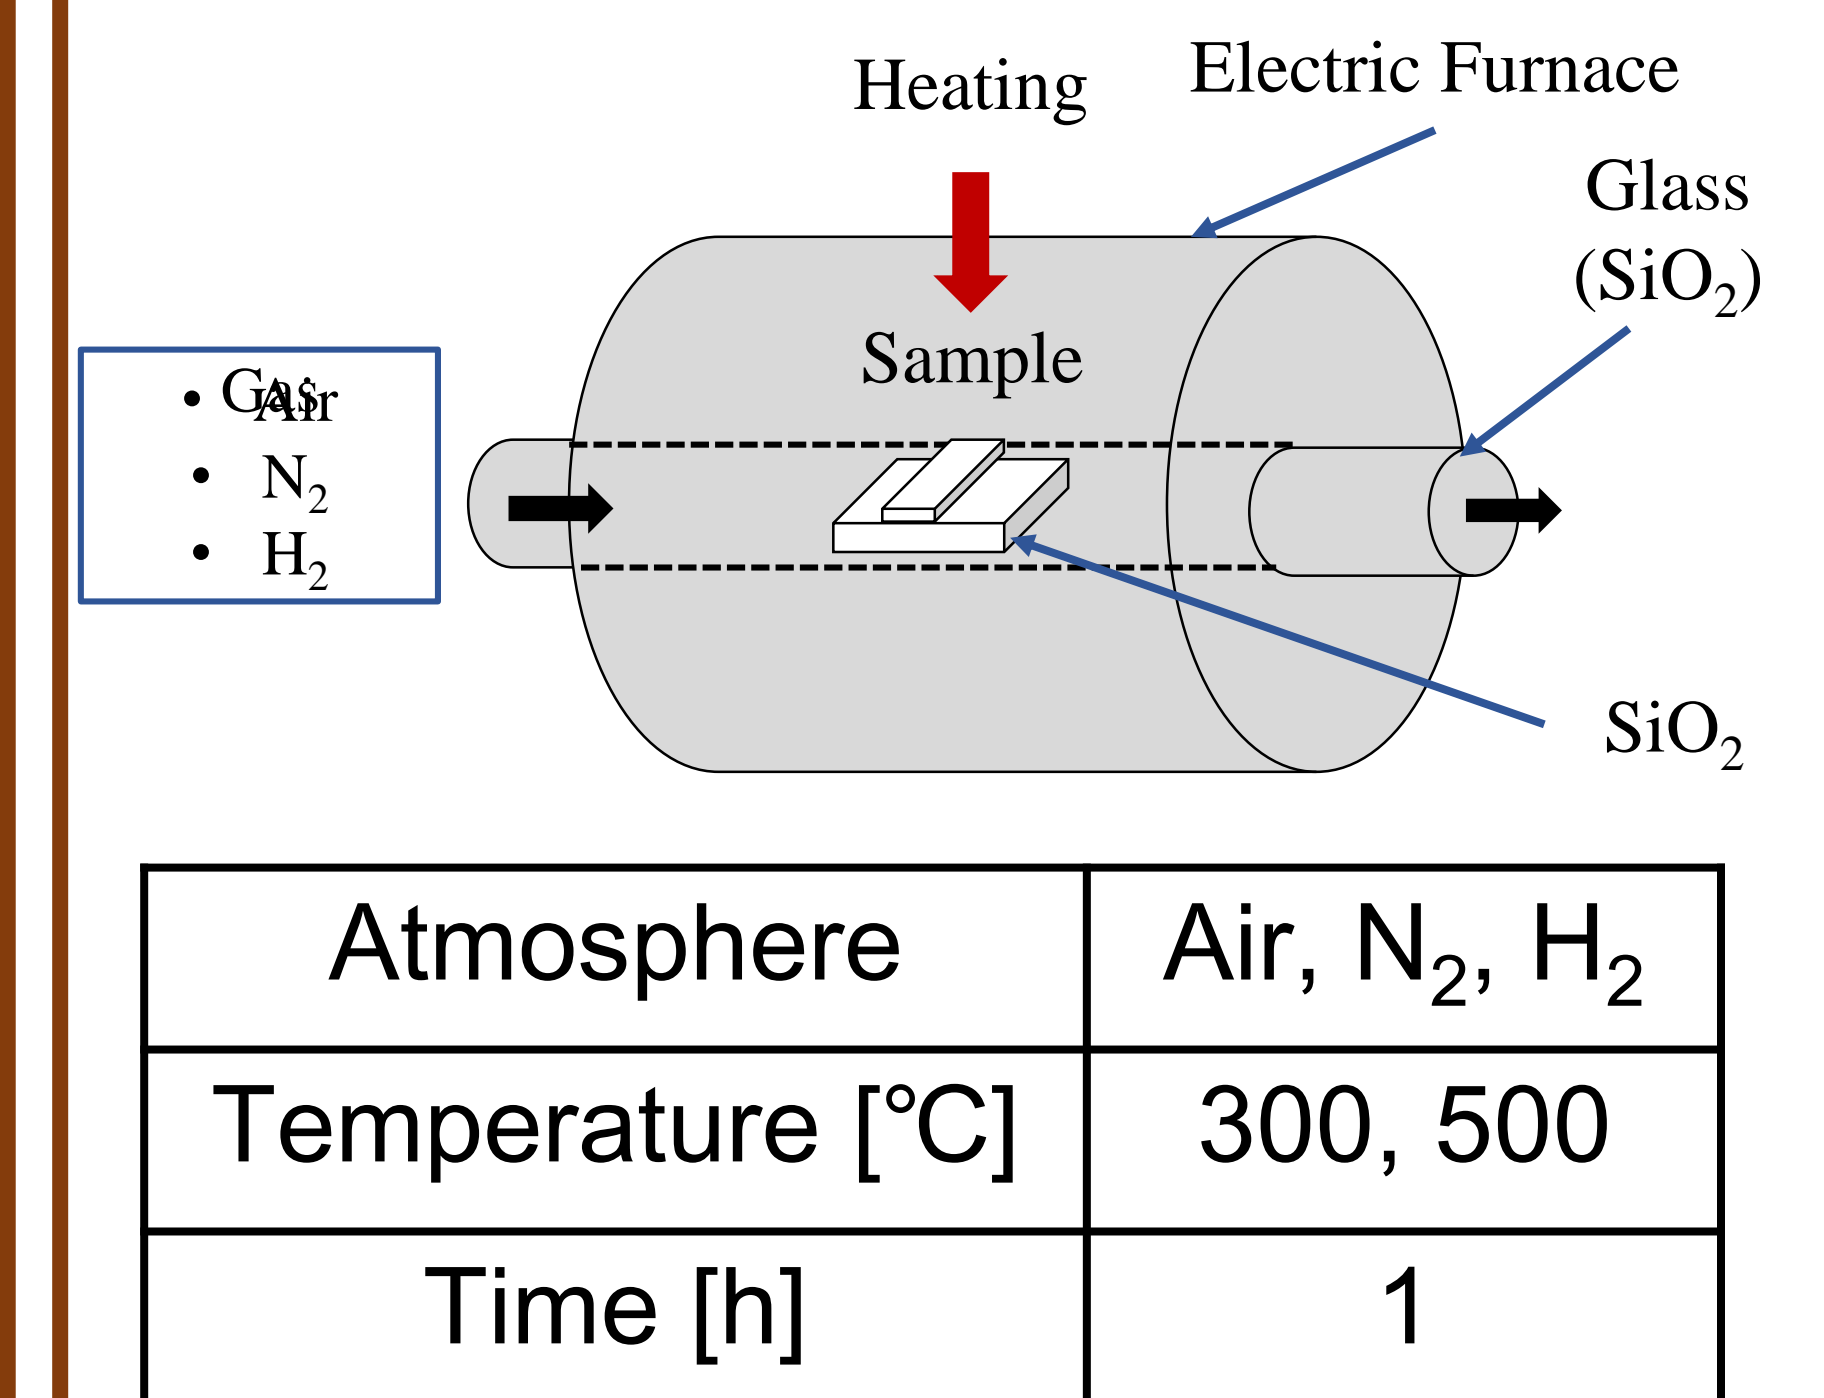 Heating
Electric Furnace
Glass
(SiO₂)
Sample
Gas
• Air
• N₂
• H₂
SiO₂
Atmosphere Air, N₂, H₂
Temperature [℃] 300, 500
Time [h] 1